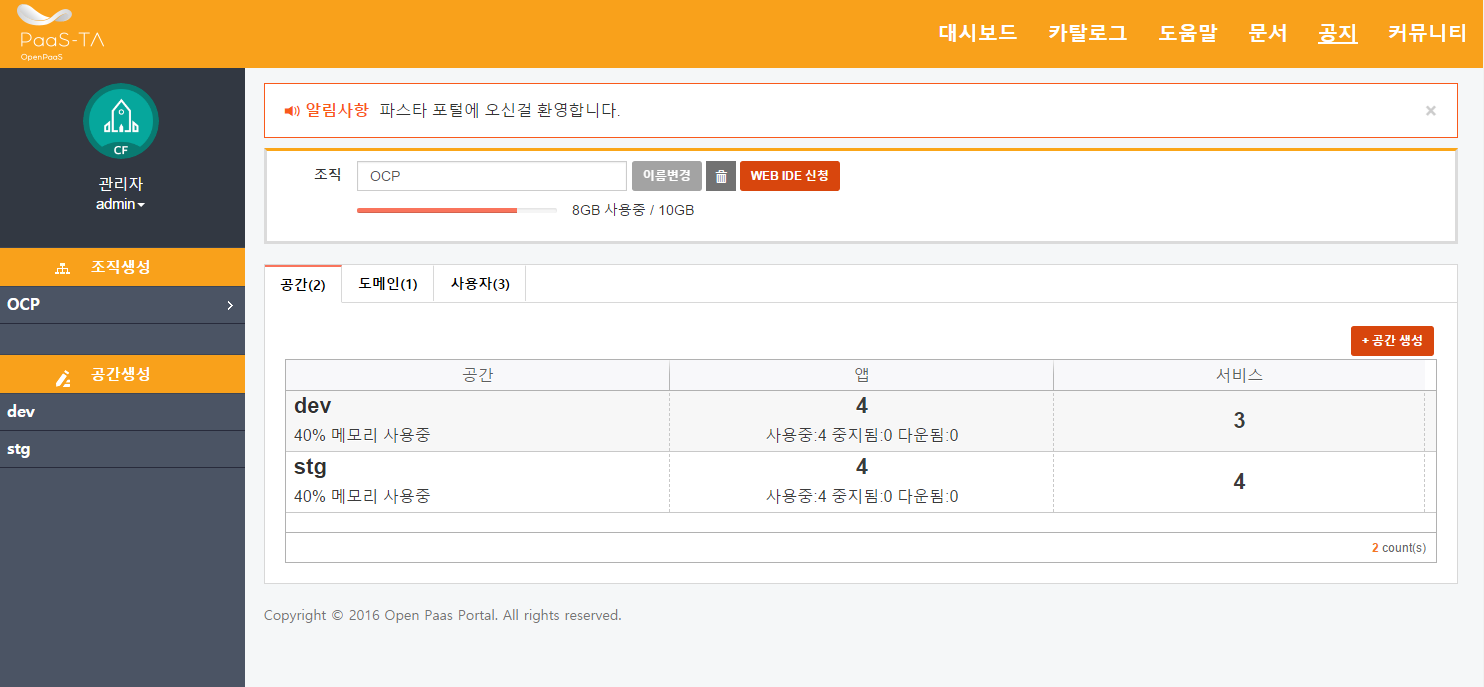 PaaS-TA
OpenPaaS
대시보드 카탈로그 도움말 문서 공지 커뮤니티
CF
관리자
admin
조직생성
OCP
공간생성
dev
stg
알림사항 파스타 포털에 오신걸 환영합니다. ×
조직 OCP 이름변경 WEB IDE 신청
8GB 사용중 / 10GB
공간(2) 도메인(1) 사용자(3)
+ 공간 생성
공간 앱 서비스
dev 4 3
40% 메모리 사용중 사용중:4 중지됨:0 다운됨:0
stg 4 4
40% 메모리 사용중 사용중:4 중지됨:0 다운됨:0
2 count(s)
Copyright © 2016 Open Paas Portal. All rights reserved.